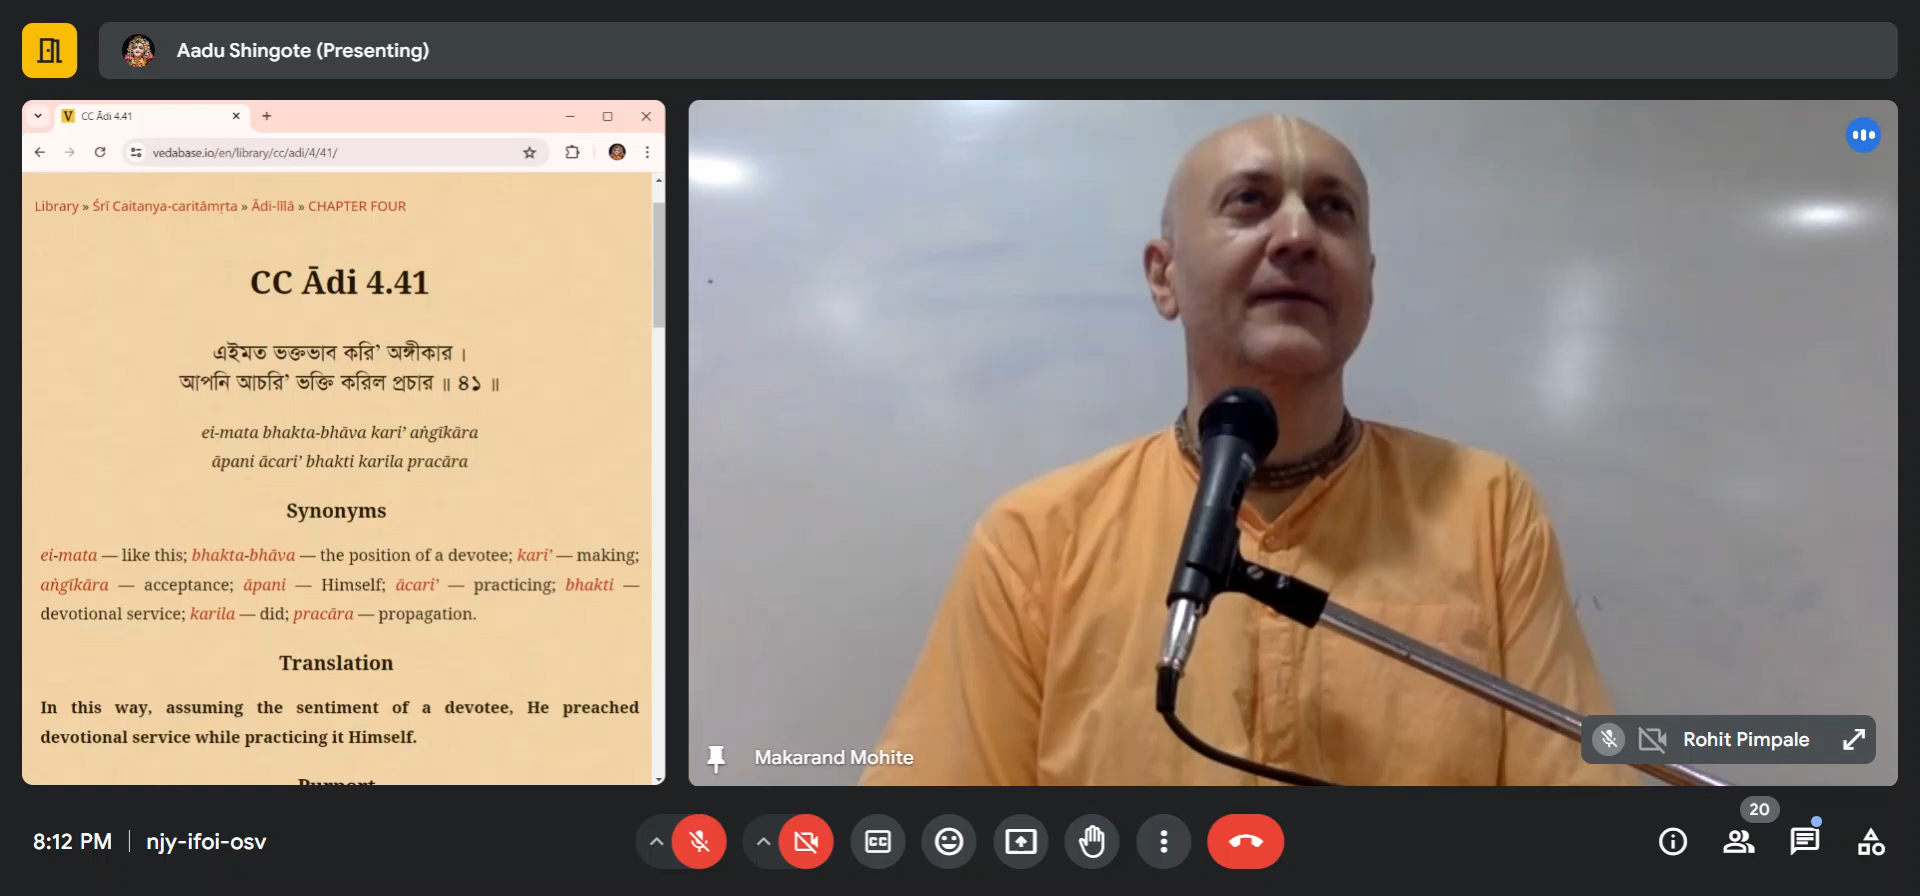 Aadu Shingote (Presenting)
CC Ādi 4.41
vedabase.io/en/library/cc/adi/4/41/
Library » Śrī Caitanya-caritāmṛta » Ādi-līlā » CHAPTER FOUR
CC Ādi 4.41
এইমত ভক্তভাব করি’ অঙ্গীকার ।
আপনি আচরি’ ভক্তি করিল প্রচার ॥ ৪১ ॥
ei-mata bhakta-bhāva kari’ aṅgīkāra
āpani ācari’ bhakti karila pracāra
Synonyms
ei-mata — like this; bhakta-bhāva — the position of a devotee; kari’ — making;
aṅgīkāra — acceptance; āpani — Himself; ācari’ — practicing; bhakti —
devotional service; karila — did; pracāra — propagation.
Translation
In this way, assuming the sentiment of a devotee, He preached
devotional service while practicing it Himself.
Purport
Makarand Mohite
Rohit Pimpale
8:12 PM | njy-ifoi-osv
CC
20